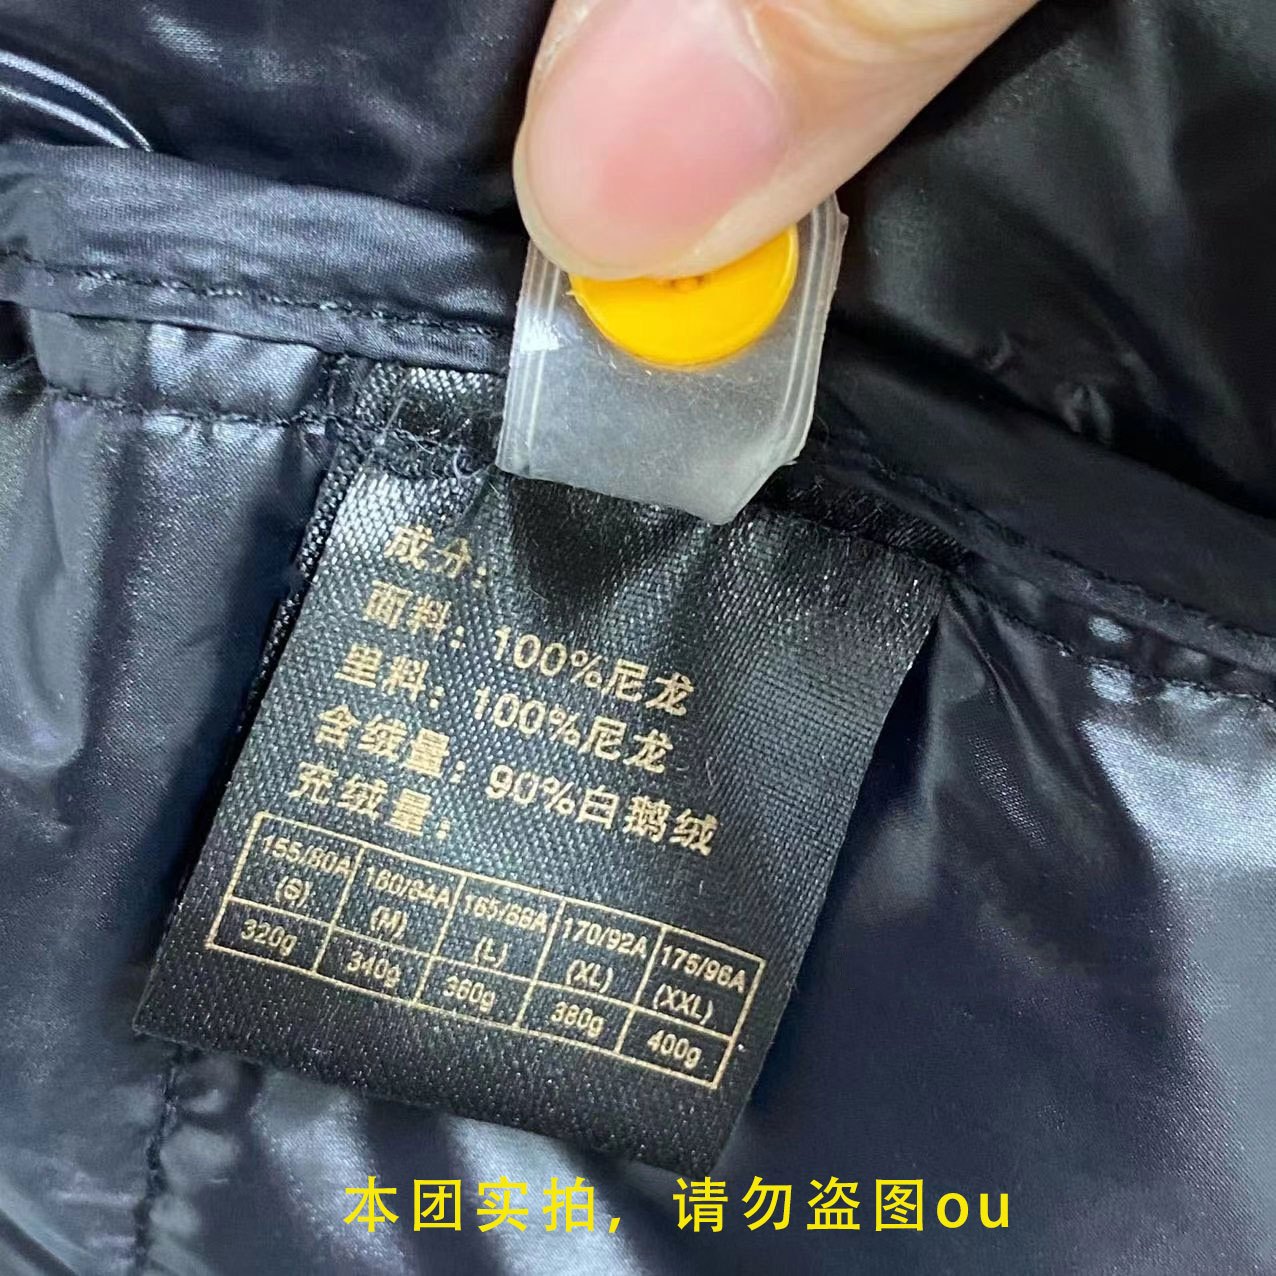 成分:
面料: 100%尼龙
里料: 100%尼龙
含绒量: 90%白鹅绒
充绒量:
155/80A 160/84A 165/88A 170/92A 175/96A
(S) (M) (L) (XL) (XXL)
320g 340g 360g 380g 400g
本团实拍，请勿盗图ou